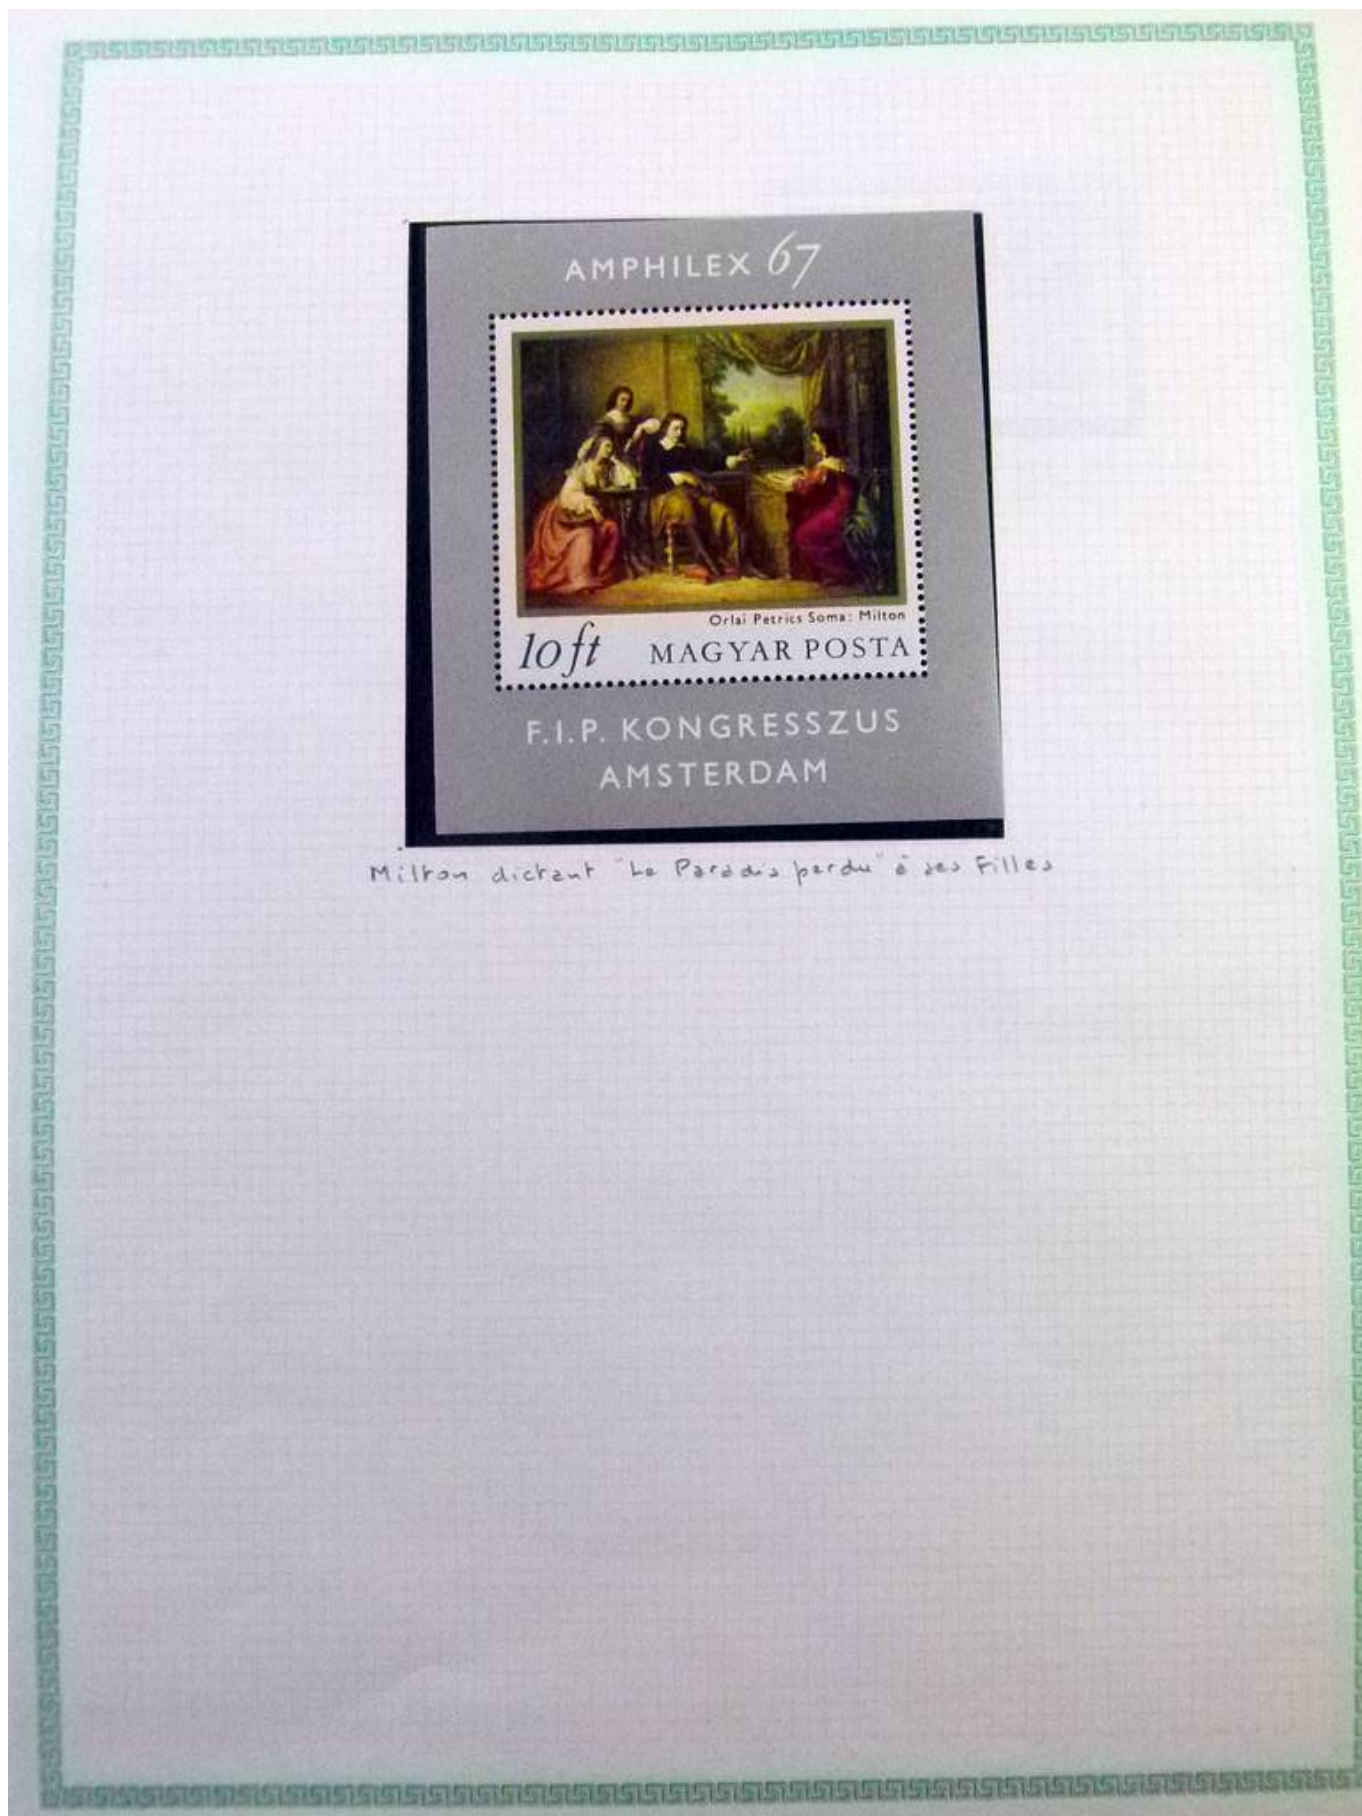 AMPHILEX 67
Orlai Petrics Soma: Milton
10 ft MAGYAR POSTA
F.I.P. KONGRESSZUS
AMSTERDAM
Milton dictant "Le Paradis perdu" à ses Filles